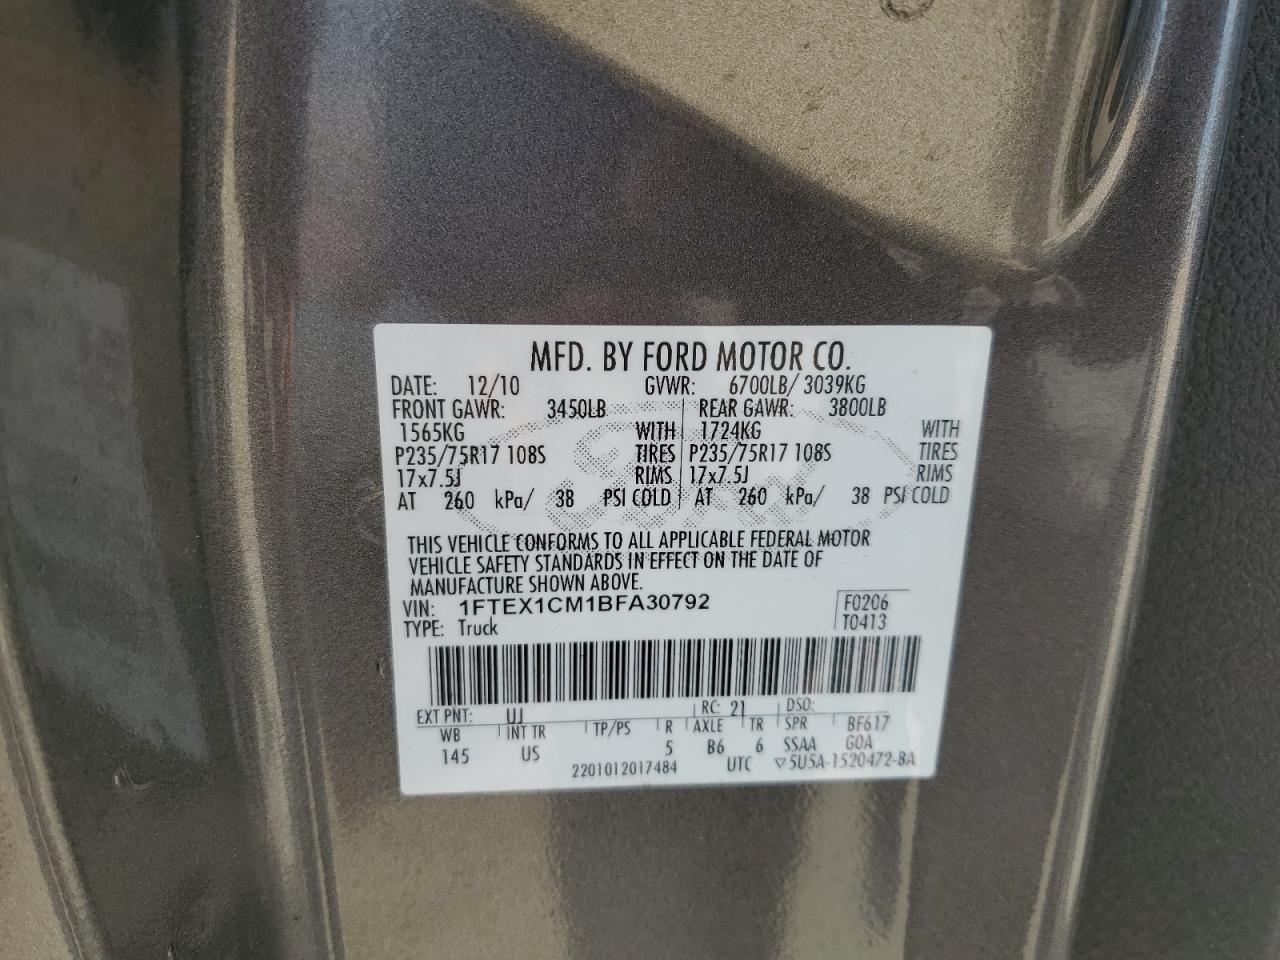 MFD. BY FORD MOTOR CO.
DATE: 12/10 GVWR: 6700LB/ 3039KG
FRONT GAWR: 3450LB REAR GAWR: 3800LB
1565KG WITH 1724KG WITH
P235/75R17 108S TIRES P235/75R17 108S TIRES
17x7.5J RIMS 17x7.5J RIMS
AT 260 kPa/ 38 PSI COLD AT 260 kPa/ 38 PSI COLD
THIS VEHICLE CONFORMS TO ALL APPLICABLE FEDERAL MOTOR
VEHICLE SAFETY STANDARDS IN EFFECT ON THE DATE OF
MANUFACTURE SHOWN ABOVE.
VIN: 1FTEX1CM1BFA30792 F0206
TYPE: Truck T0413
EXT PNT: UJ RC: 21 DSO:
WB INT TR TP/PS R AXLE TR SPR BF617
145 US 5 B6 6 SSAA GOA
2201012017484 UTC ▽5U5A-1520472-BA